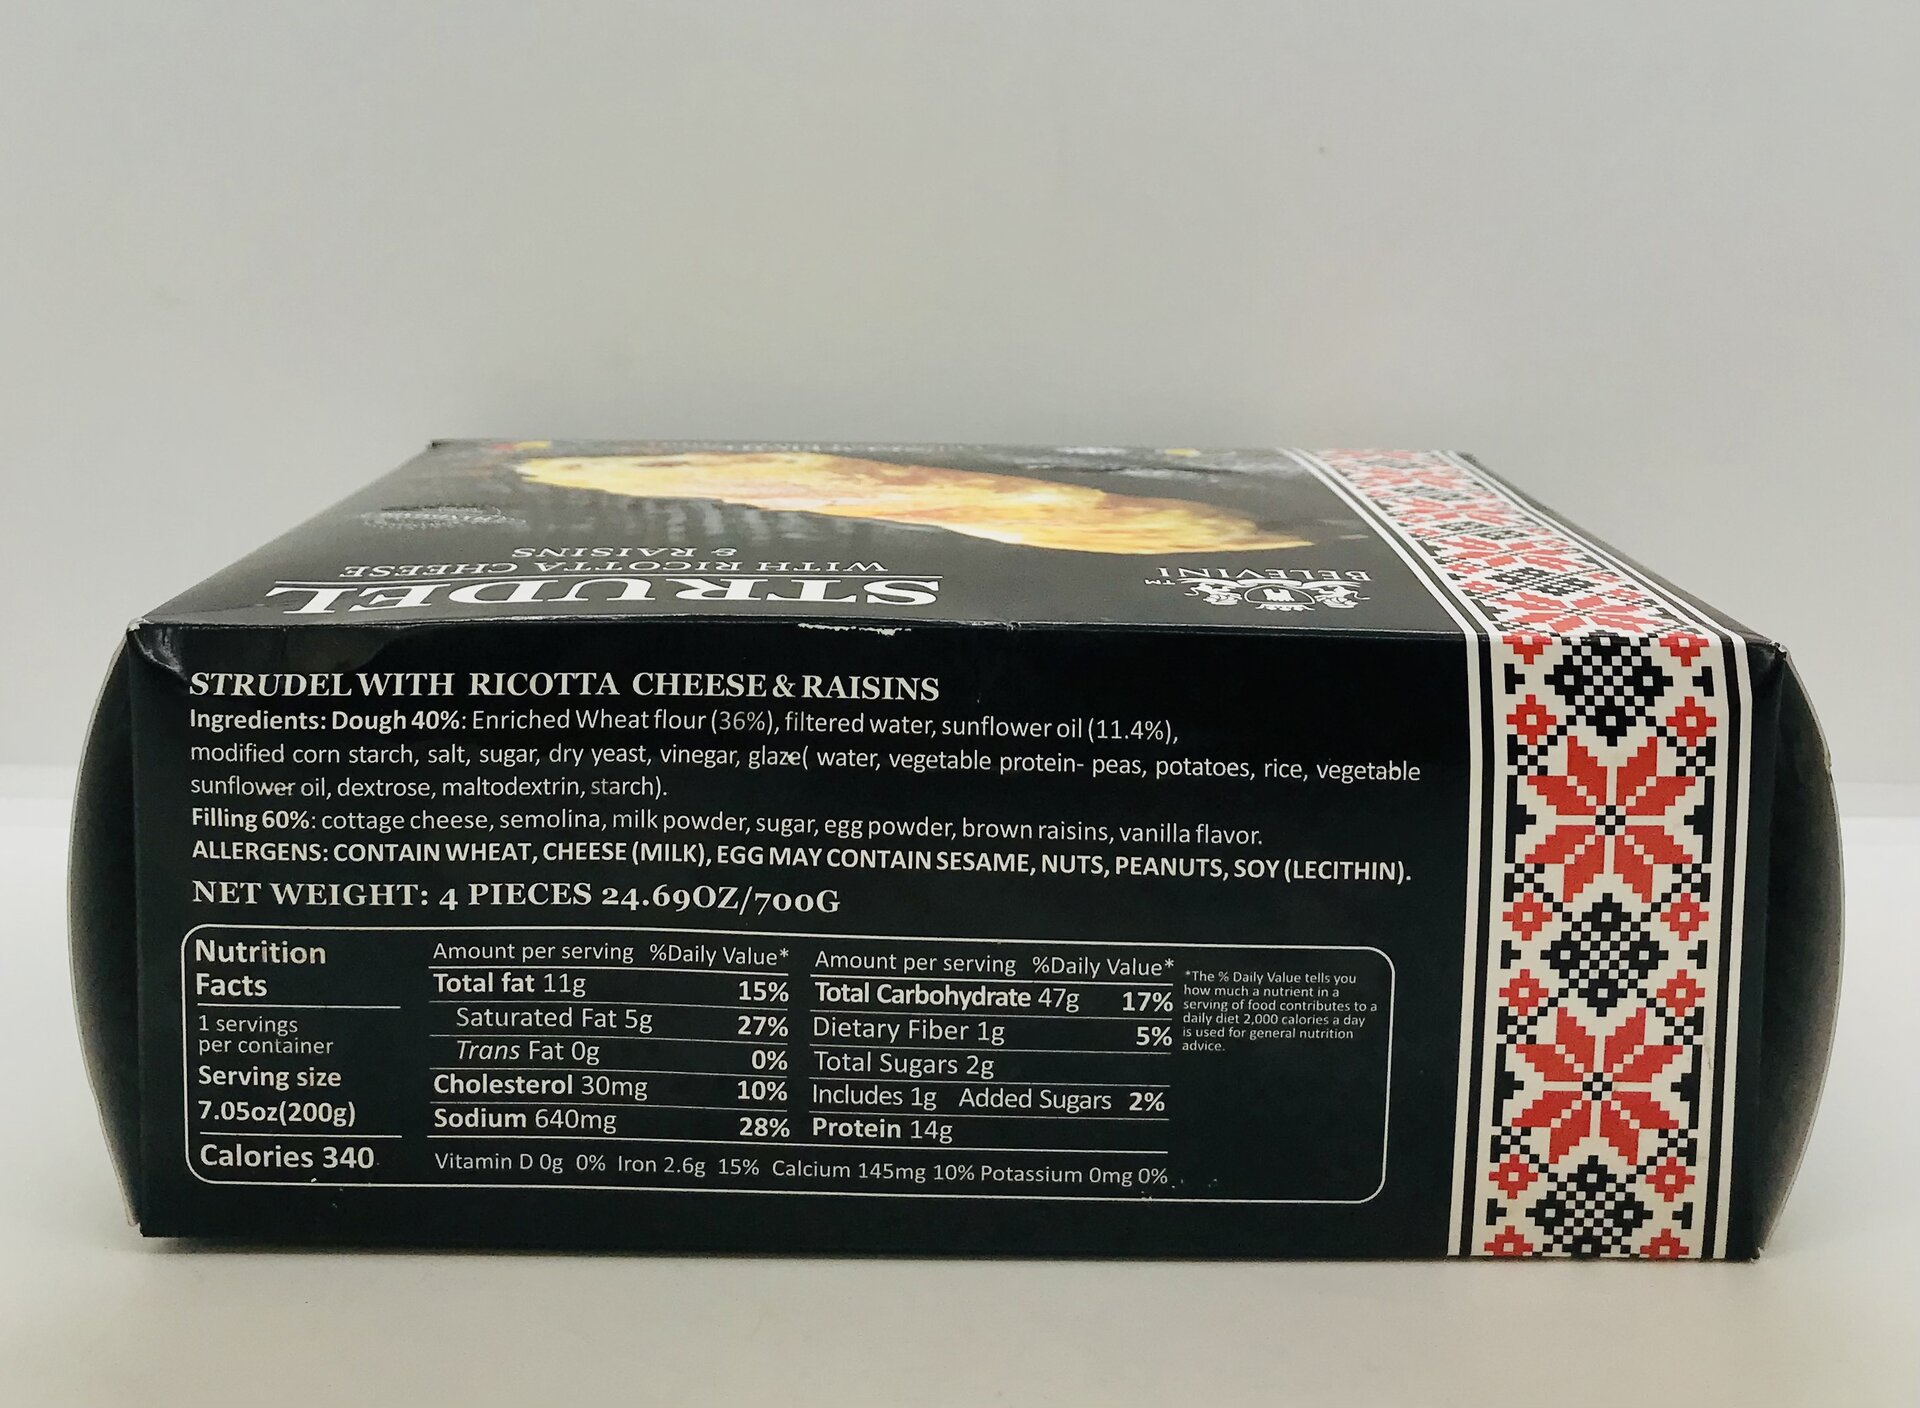 STRUDEL
WITH RICOTTA CHEESE
& RAISINS
BELEVINI™
STRUDEL WITH RICOTTA CHEESE & RAISINS
Ingredients: Dough 40%: Enriched Wheat flour (36%), filtered water, sunflower oil (11.4%),
modified corn starch, salt, sugar, dry yeast, vinegar, glaze( water, vegetable protein- peas, potatoes, rice, vegetable
sunflower oil, dextrose, maltodextrin, starch).
Filling 60%: cottage cheese, semolina, milk powder, sugar, egg powder, brown raisins, vanilla flavor.
ALLERGENS: CONTAIN WHEAT, CHEESE (MILK), EGG MAY CONTAIN SESAME, NUTS, PEANUTS, SOY (LECITHIN).
NET WEIGHT: 4 PIECES 24.69OZ/700G
Nutrition
Facts
1 servings
per container
Serving size
7.05oz(200g)
Calories 340
Amount per serving %Daily Value*
Total fat 11g 15%
Saturated Fat 5g 27%
Trans Fat 0g 0%
Cholesterol 30mg 10%
Sodium 640mg 28%
Amount per serving %Daily Value*
Total Carbohydrate 47g 17%
Dietary Fiber 1g 5%
Total Sugars 2g
Includes 1g Added Sugars 2%
Protein 14g
Vitamin D 0g 0% Iron 2.6g 15% Calcium 145mg 10% Potassium 0mg 0%
*The % Daily Value tells you
how much a nutrient in a
serving of food contributes to a
daily diet 2,000 calories a day
is used for general nutrition
advice.